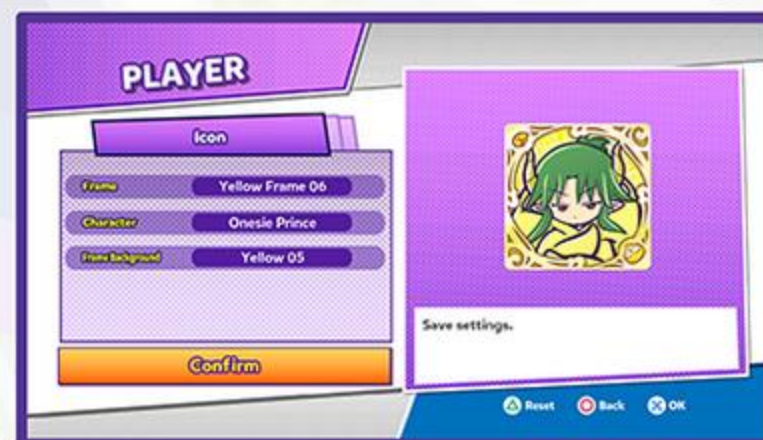 PLAYER
Icon
Frame Yellow Frame 06
Character Onesie Prince
Frame Background Yellow 05
Confirm
Save settings.
Reset Back OK